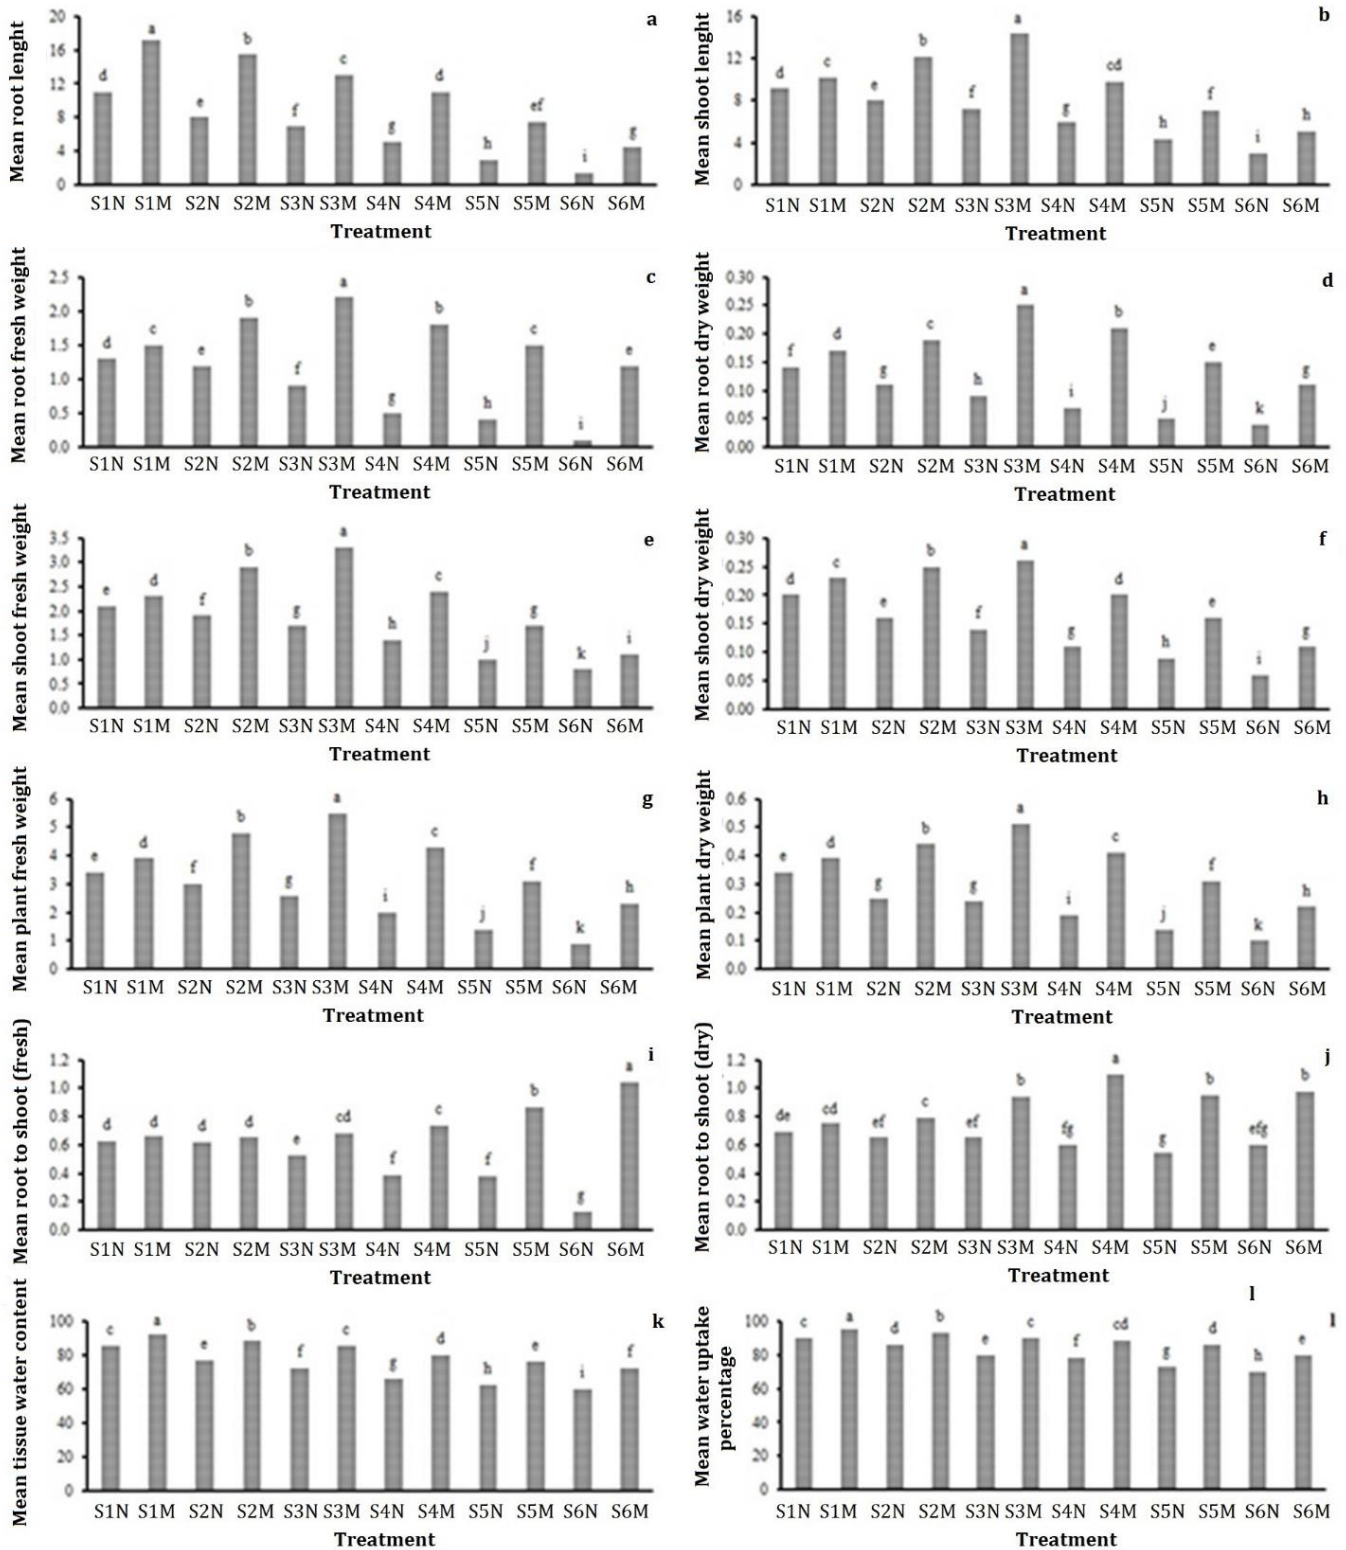 Mean root lenght
20
16
12
8
4
0
a
d a e b f c g d h ef i g
S1N S1M S2N S2M S3N S3M S4N S4M S5N S5M S6N S6M
Treatment
Mean shoot lenght
16
12
8
4
0
b
d c e b f a g cd h f i h
S1N S1M S2N S2M S3N S3M S4N S4M S5N S5M S6N S6M
Treatment
Mean root fresh weight
2.5
2.0
1.5
1.0
0.5
0.0
c
d c e b f a g b h c i e
S1N S1M S2N S2M S3N S3M S4N S4M S5N S5M S6N S6M
Treatment
Mean root dry weight
0.30
0.25
0.20
0.15
0.10
0.05
0.00
d
f d g c h a i b j e k g
S1N S1M S2N S2M S3N S3M S4N S4M S5N S5M S6N S6M
Treatment
Mean shoot fresh weight
3.5
3.0
2.5
2.0
1.5
1.0
0.5
0.0
e
e d f b g a h c j g k i
S1N S1M S2N S2M S3N S3M S4N S4M S5N S5M S6N S6M
Treatment
Mean shoot dry weight
0.30
0.25
0.20
0.15
0.10
0.05
0.00
f
d c e b f a g d h e i g
S1N S1M S2N S2M S3N S3M S4N S4M S5N S5M S6N S6M
Treatment
Mean plant fresh weight
6
5
4
3
2
1
0
g
e d f b g a i c j f k h
S1N S1M S2N S2M S3N S3M S4N S4M S5N S5M S6N S6M
Treatment
Mean plant dry weight
0.6
0.5
0.4
0.3
0.2
0.1
0.0
h
e d g b g a i c j f k h
S1N S1M S2N S2M S3N S3M S4N S4M S5N S5M S6N S6M
Treatment
Mean root to shoot (fresh)
1.2
1.0
0.8
0.6
0.4
0.2
0.0
i
d d d d e cd f c f b g a
S1N S1M S2N S2M S3N S3M S4N S4M S5N S5M S6N S6M
Treatment
Mean root to shoot (dry)
1.2
1.0
0.8
0.6
0.4
0.2
0.0
j
de cd ef c ef b fg a g b efg b
S1N S1M S2N S2M S3N S3M S4N S4M S5N S5M S6N S6M
Treatment
Mean tissue water content
100
80
60
40
20
0
k
c a e b f c g d h e i f
S1N S1M S2N S2M S3N S3M S4N S4M S5N S5M S6N S6M
Treatment
Mean water uptake
percentage
100
80
60
40
20
0
l
l
c a d b e c f cd g d h e
S1N S1M S2N S2M S3N S3M S4N S4M S5N S5M S6N S6M
Treatment